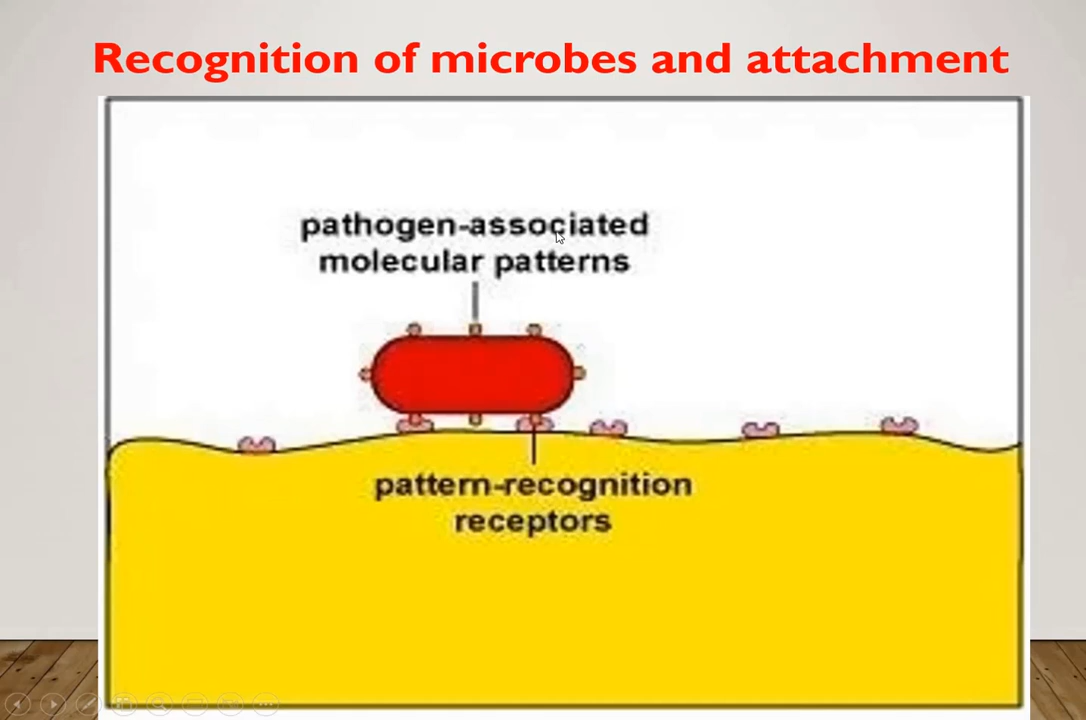 Recognition of microbes and attachment
pathogen-associated
molecular patterns
pattern-recognition
receptors